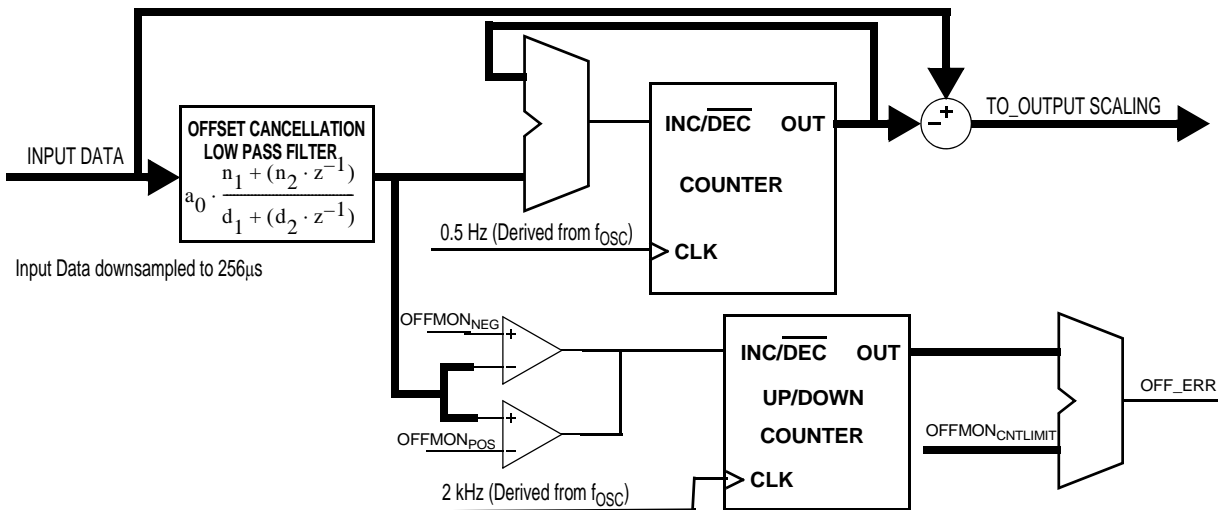 INC/DEC OUT
TO_OUTPUT SCALING
OFFSET CANCELLATION
LOW PASS FILTER
INPUT DATA
a0 · n1 + (n2 · z−1)
d1 + (d2 · z−1)
COUNTER
0.5 Hz (Derived from fOSC)
CLK
Input Data downsampled to 256μs
OFFMONNEG
+
−
+
−
OFFMONPOS
INC/DEC OUT
UP/DOWN
COUNTER
CLK
2 kHz (Derived from fOSC)
OFFMONCNTLIMIT
OFF_ERR
− +